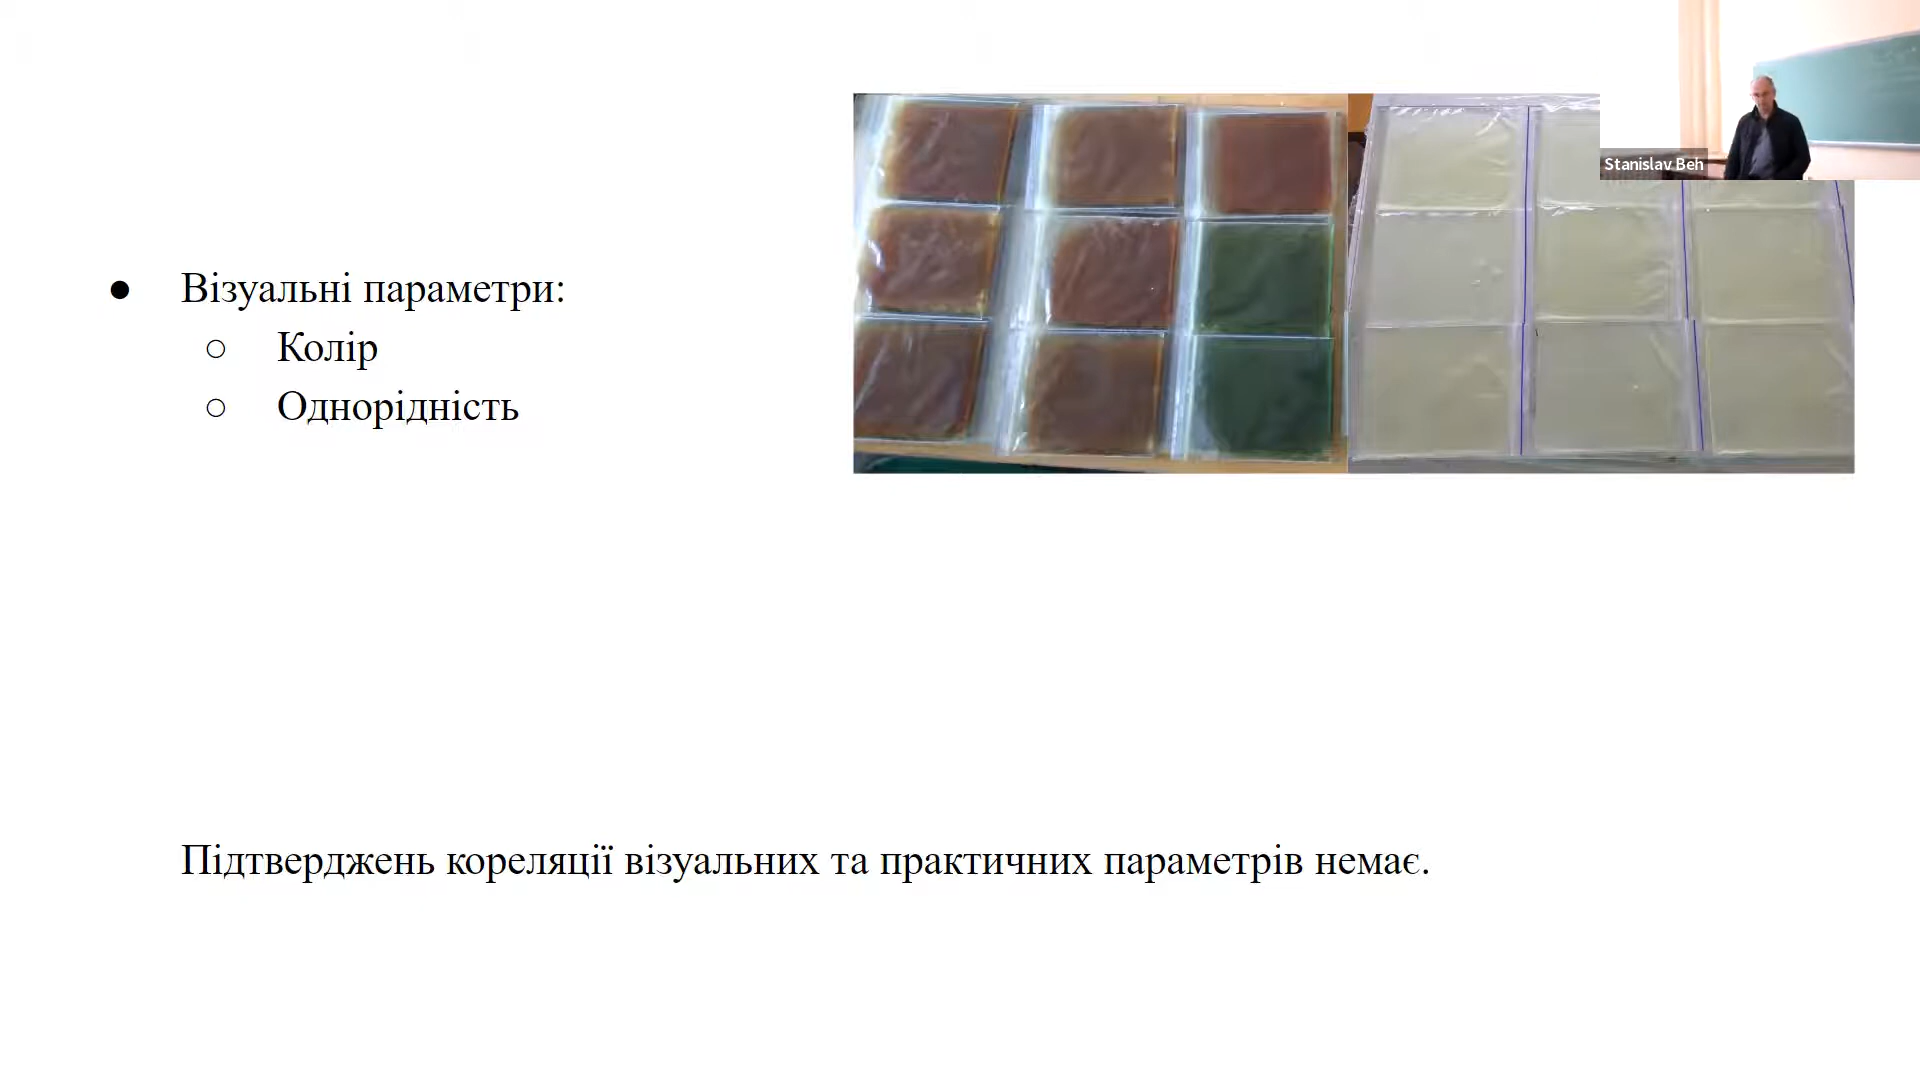 Stanislav Beh
● Візуальні параметри:
○ Колір
○ Однорідність
Підтверджень кореляції візуальних та практичних параметрів немає.